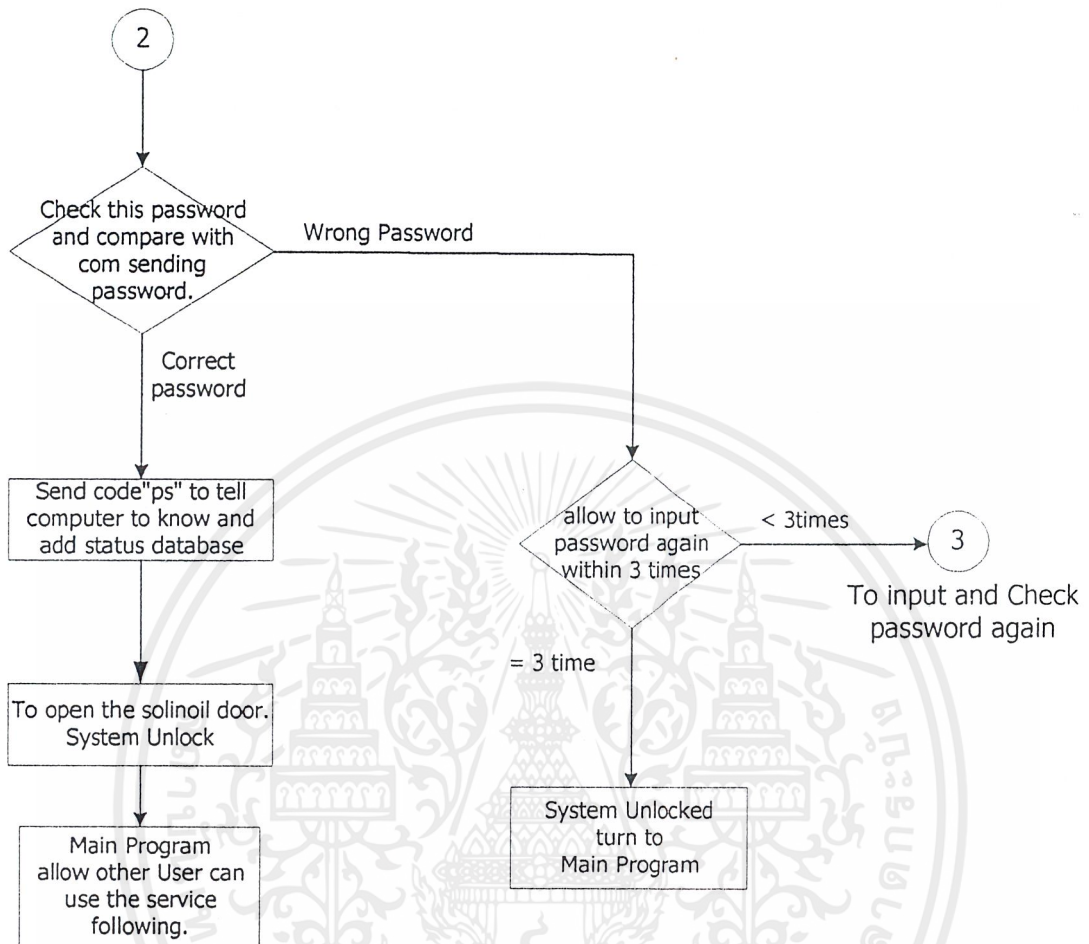 2
Check this password
and compare with
com sending
password.
Wrong Password
Correct
password
Send code"ps" to tell
computer to know and
add status database
allow to input
password again
within 3 times
< 3times
3
To input and Check
password again
= 3 time
To open the solinoil door.
System Unlock
System Unlocked
turn to
Main Program
Main Program
allow other User can
use the service
following.